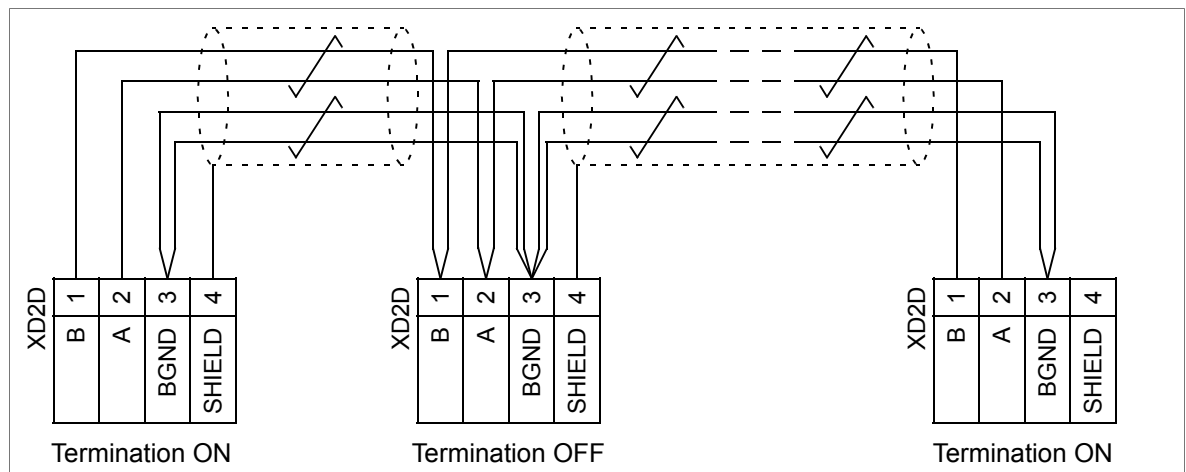 XD2D
1 2 3 4
B A BGND SHIELD
Termination ON
XD2D
1 2 3 4
B A BGND SHIELD
Termination OFF
XD2D
1 2 3 4
B A BGND SHIELD
Termination ON